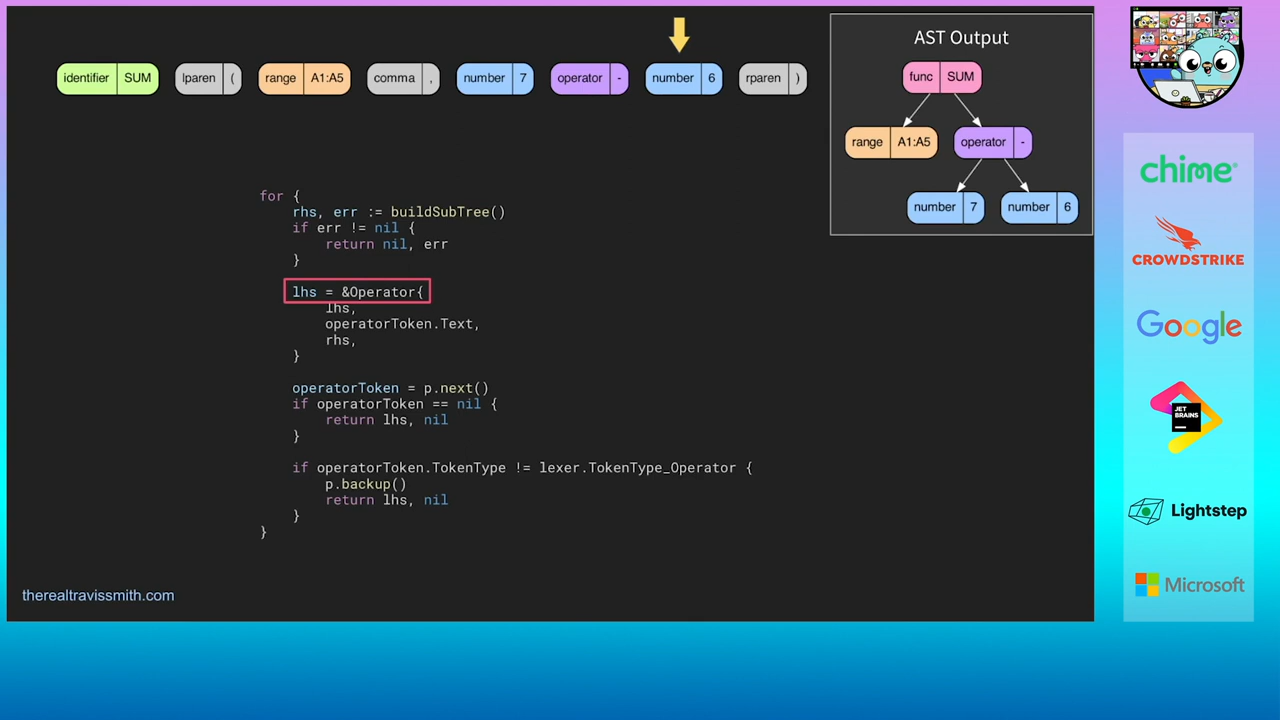 identifier SUM lparen ( range A1:A5 comma , number 7 operator - number 6 rparen )
AST Output
func SUM
range A1:A5 operator -
number 7 number 6
for {
    rhs, err := buildSubTree()
    if err != nil {
        return nil, err
    }
    lhs = &Operator{
        lhs,
        operatorToken.Text,
        rhs,
    }
    operatorToken = p.next()
    if operatorToken == nil {
        return lhs, nil
    }
    if operatorToken.TokenType != lexer.TokenType_Operator {
        p.backup()
        return lhs, nil
    }
}
therealtravissmith.com
chime
CROWDSTRIKE
Google
JET
BRAINS
Lightstep
Microsoft